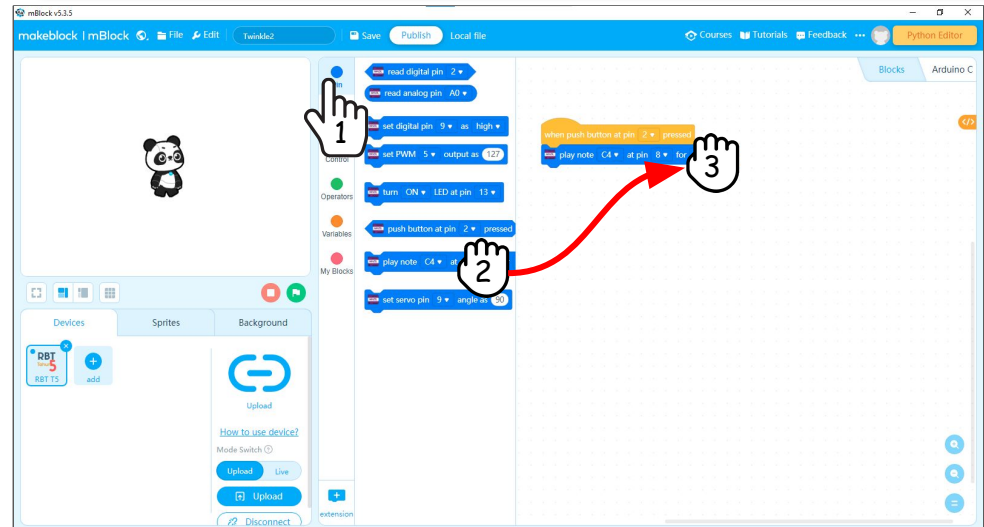 mBlock v5.3.5
makeblock | mBlock File Edit Twinkle2 Save Publish Local file Courses Tutorials Feedback ... Python Editor
Blocks Arduino C
</>
read digital pin 2
read analog pin A0
1
set digital pin 9 as high
Control
set PWM 5 output as 127
Operators
turn ON LED at pin 13
Variables
push button at pin 2 pressed
My Blocks
play note C4 at
2
set servo pin 9 angle as 90
when push button at pin 2 pressed
play note C4 at pin 8 for
3
Devices Sprites Background
RBT
5
RBT T5
add
Upload
How to use device?
Mode Switch ?
Upload Live
Upload
Disconnect
extension